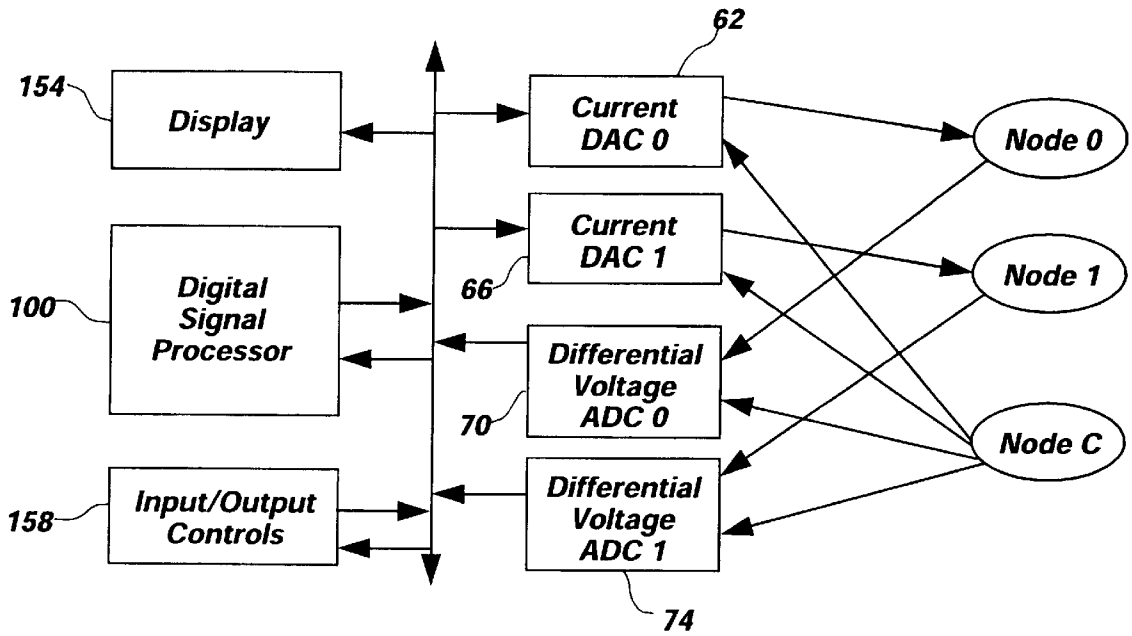 62
154
Display
Current
DAC 0
Node 0
100
Digital
Signal
Processor
Current
DAC 1
66
Node 1
Differential
Voltage
ADC 0
70
Node C
158
Input/Output
Controls
Differential
Voltage
ADC 1
74